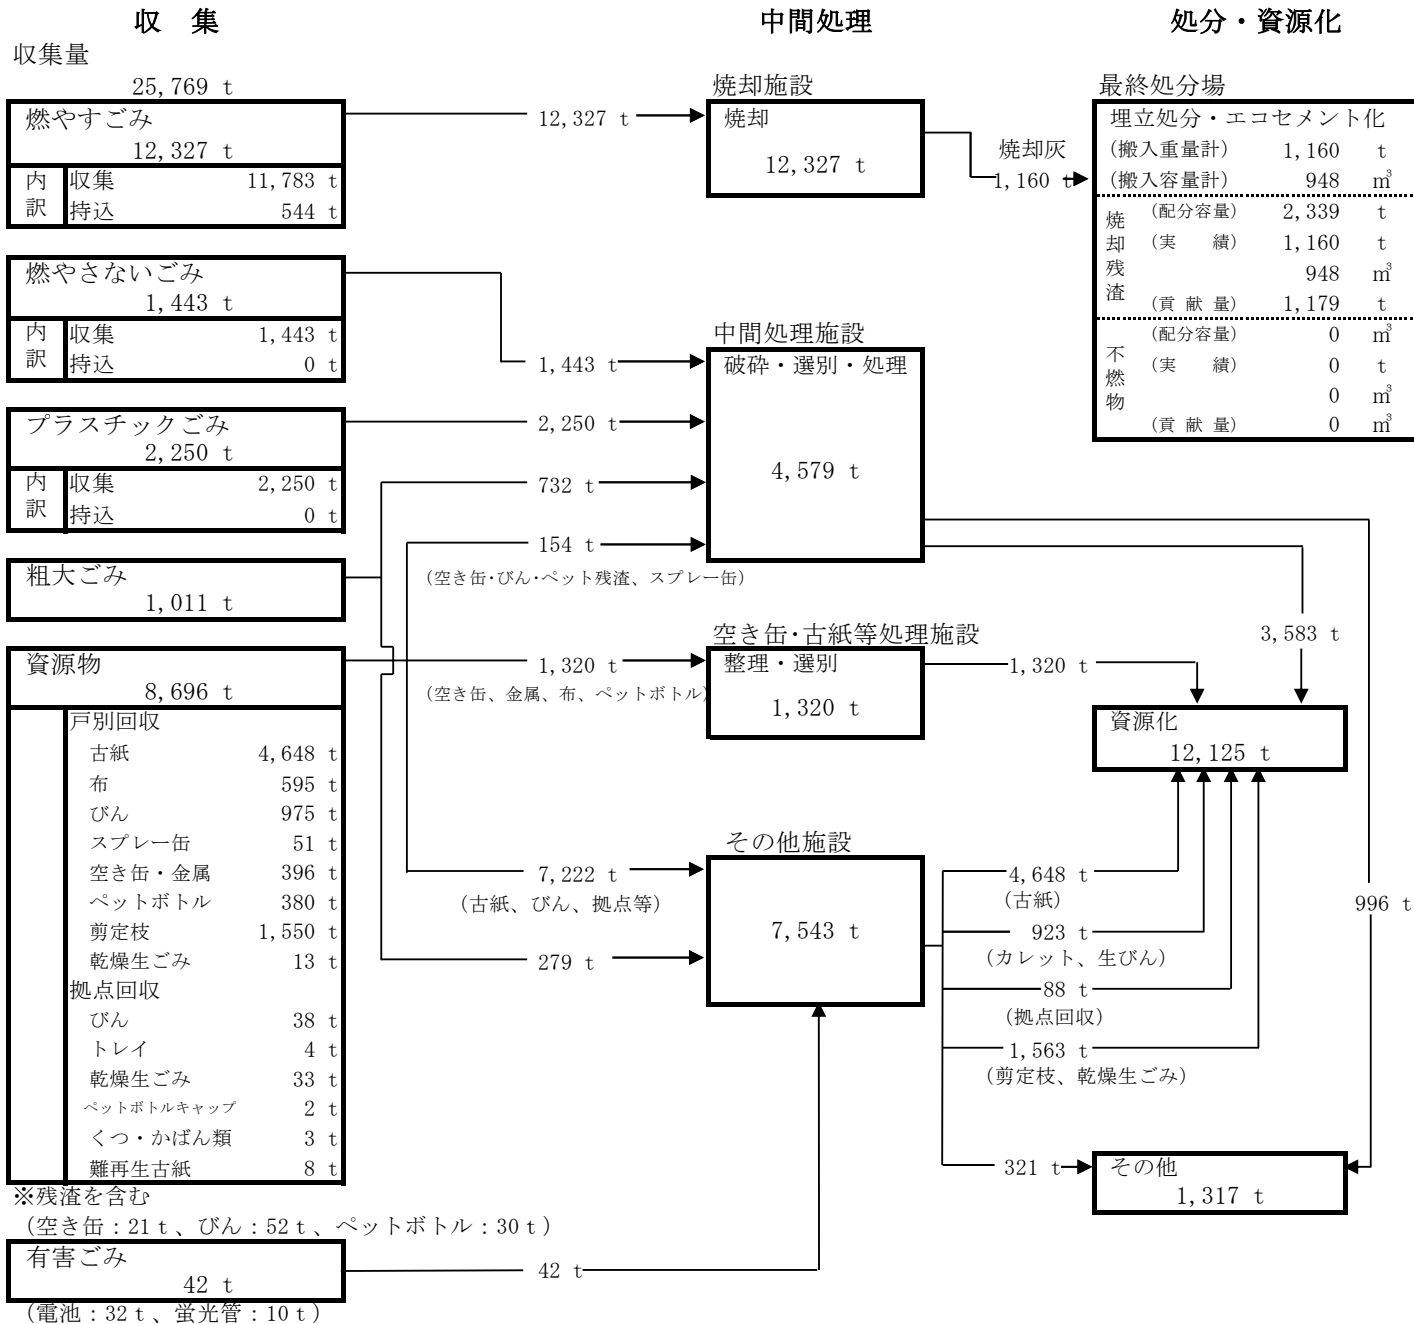 収　集
中間処理
処分・資源化
収集量
25,769 t
燃やすごみ
12,327 t
内訳
収集 11,783 t
持込 544 t
燃やさないごみ
1,443 t
内訳
収集 1,443 t
持込 0 t
プラスチックごみ
2,250 t
内訳
収集 2,250 t
持込 0 t
粗大ごみ
1,011 t
資源物
8,696 t
戸別回収
古紙 4,648 t
布 595 t
びん 975 t
スプレー缶 51 t
空き缶・金属 396 t
ペットボトル 380 t
剪定枝 1,550 t
乾燥生ごみ 13 t
拠点回収
びん 38 t
トレイ 4 t
乾燥生ごみ 33 t
ペットボトルキャップ 2 t
くつ・かばん類 3 t
難再生古紙 8 t
※残渣を含む
（空き缶：21ｔ、びん：52ｔ、ペットボトル：30ｔ）
有害ごみ
42 t
（電池：32ｔ、蛍光管：10ｔ）
12,327 t
1,443 t
2,250 t
732 t
154 t
（空き缶・びん・ペット残渣、スプレー缶）
1,320 t
（空き缶、金属、布、ペットボトル）
7,222 t
（古紙、びん、拠点等）
279 t
42 t
焼却施設
焼却
12,327 t
中間処理施設
破砕・選別・処理
4,579 t
空き缶・古紙等処理施設
整理・選別
1,320 t
その他施設
7,543 t
焼却灰
1,160 t
3,583 t
1,320 t
4,648 t
（古紙）
923 t
（カレット、生びん）
88 t
（拠点回収）
1,563 t
（剪定枝、乾燥生ごみ）
321 t
996 t
最終処分場
埋立処分・エコセメント化
（搬入重量計） 1,160 t
（搬入容量計） 948 ㎥
焼却残渣
（配分容量） 2,339 t
（実　　績） 1,160 t
948 ㎥
（貢 献 量） 1,179 t
不燃物
（配分容量） 0 ㎥
（実　　績） 0 t
0 ㎥
（貢 献 量） 0 ㎥
資源化
12,125 t
その他
1,317 t